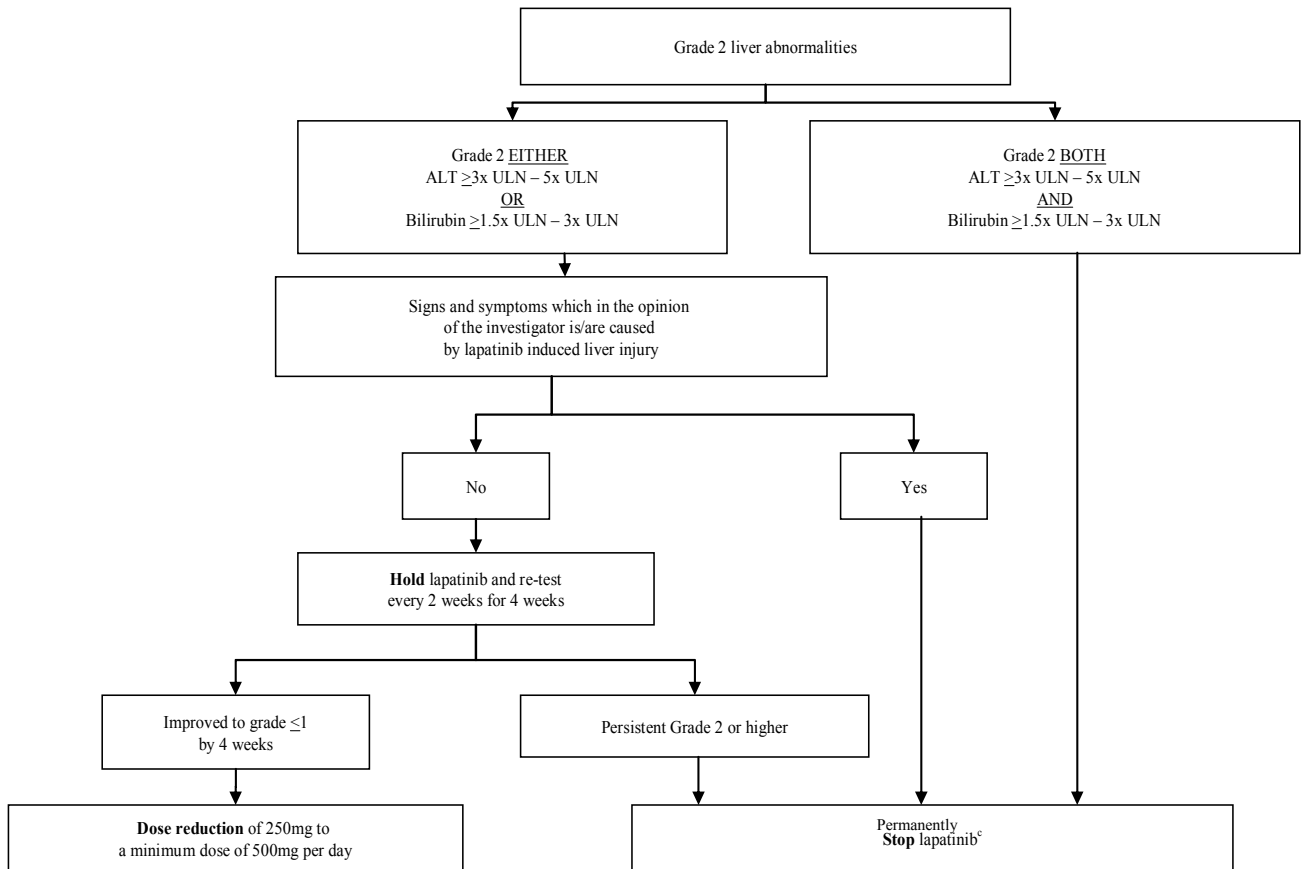 Grade 2 liver abnormalities
Grade 2 EITHER
ALT ≥3x ULN – 5x ULN
OR
Bilirubin ≥1.5x ULN – 3x ULN
Grade 2 BOTH
ALT ≥3x ULN – 5x ULN
AND
Bilirubin ≥1.5x ULN – 3x ULN
Signs and symptoms which in the opinion
of the investigator is/are caused
by lapatinib induced liver injury
No
Yes
Hold lapatinib and re-test
every 2 weeks for 4 weeks
Improved to grade ≤1
by 4 weeks
Persistent Grade 2 or higher
Dose reduction of 250mg to
a minimum dose of 500mg per day
Permanently
Stop lapatinibᶜ